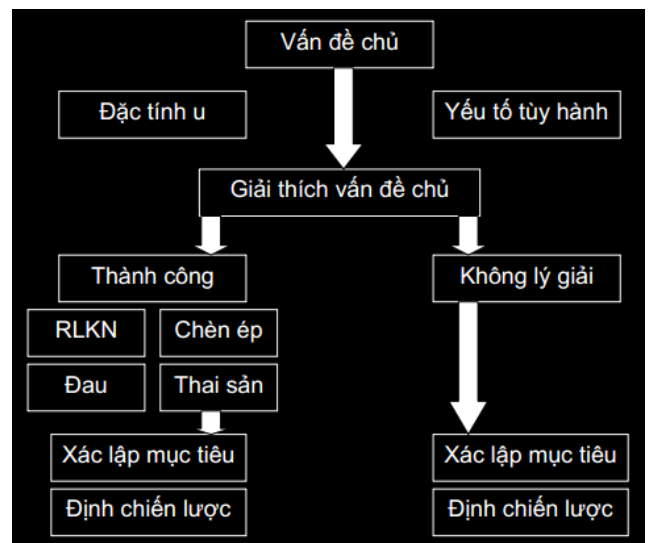 Vấn đề chủ
Đặc tính u
Yếu tố tùy hành
Giải thích vấn đề chủ
Thành công
Không lý giải
RLKN
Chèn ép
Đau
Thai sản
Xác lập mục tiêu
Xác lập mục tiêu
Định chiến lược
Định chiến lược